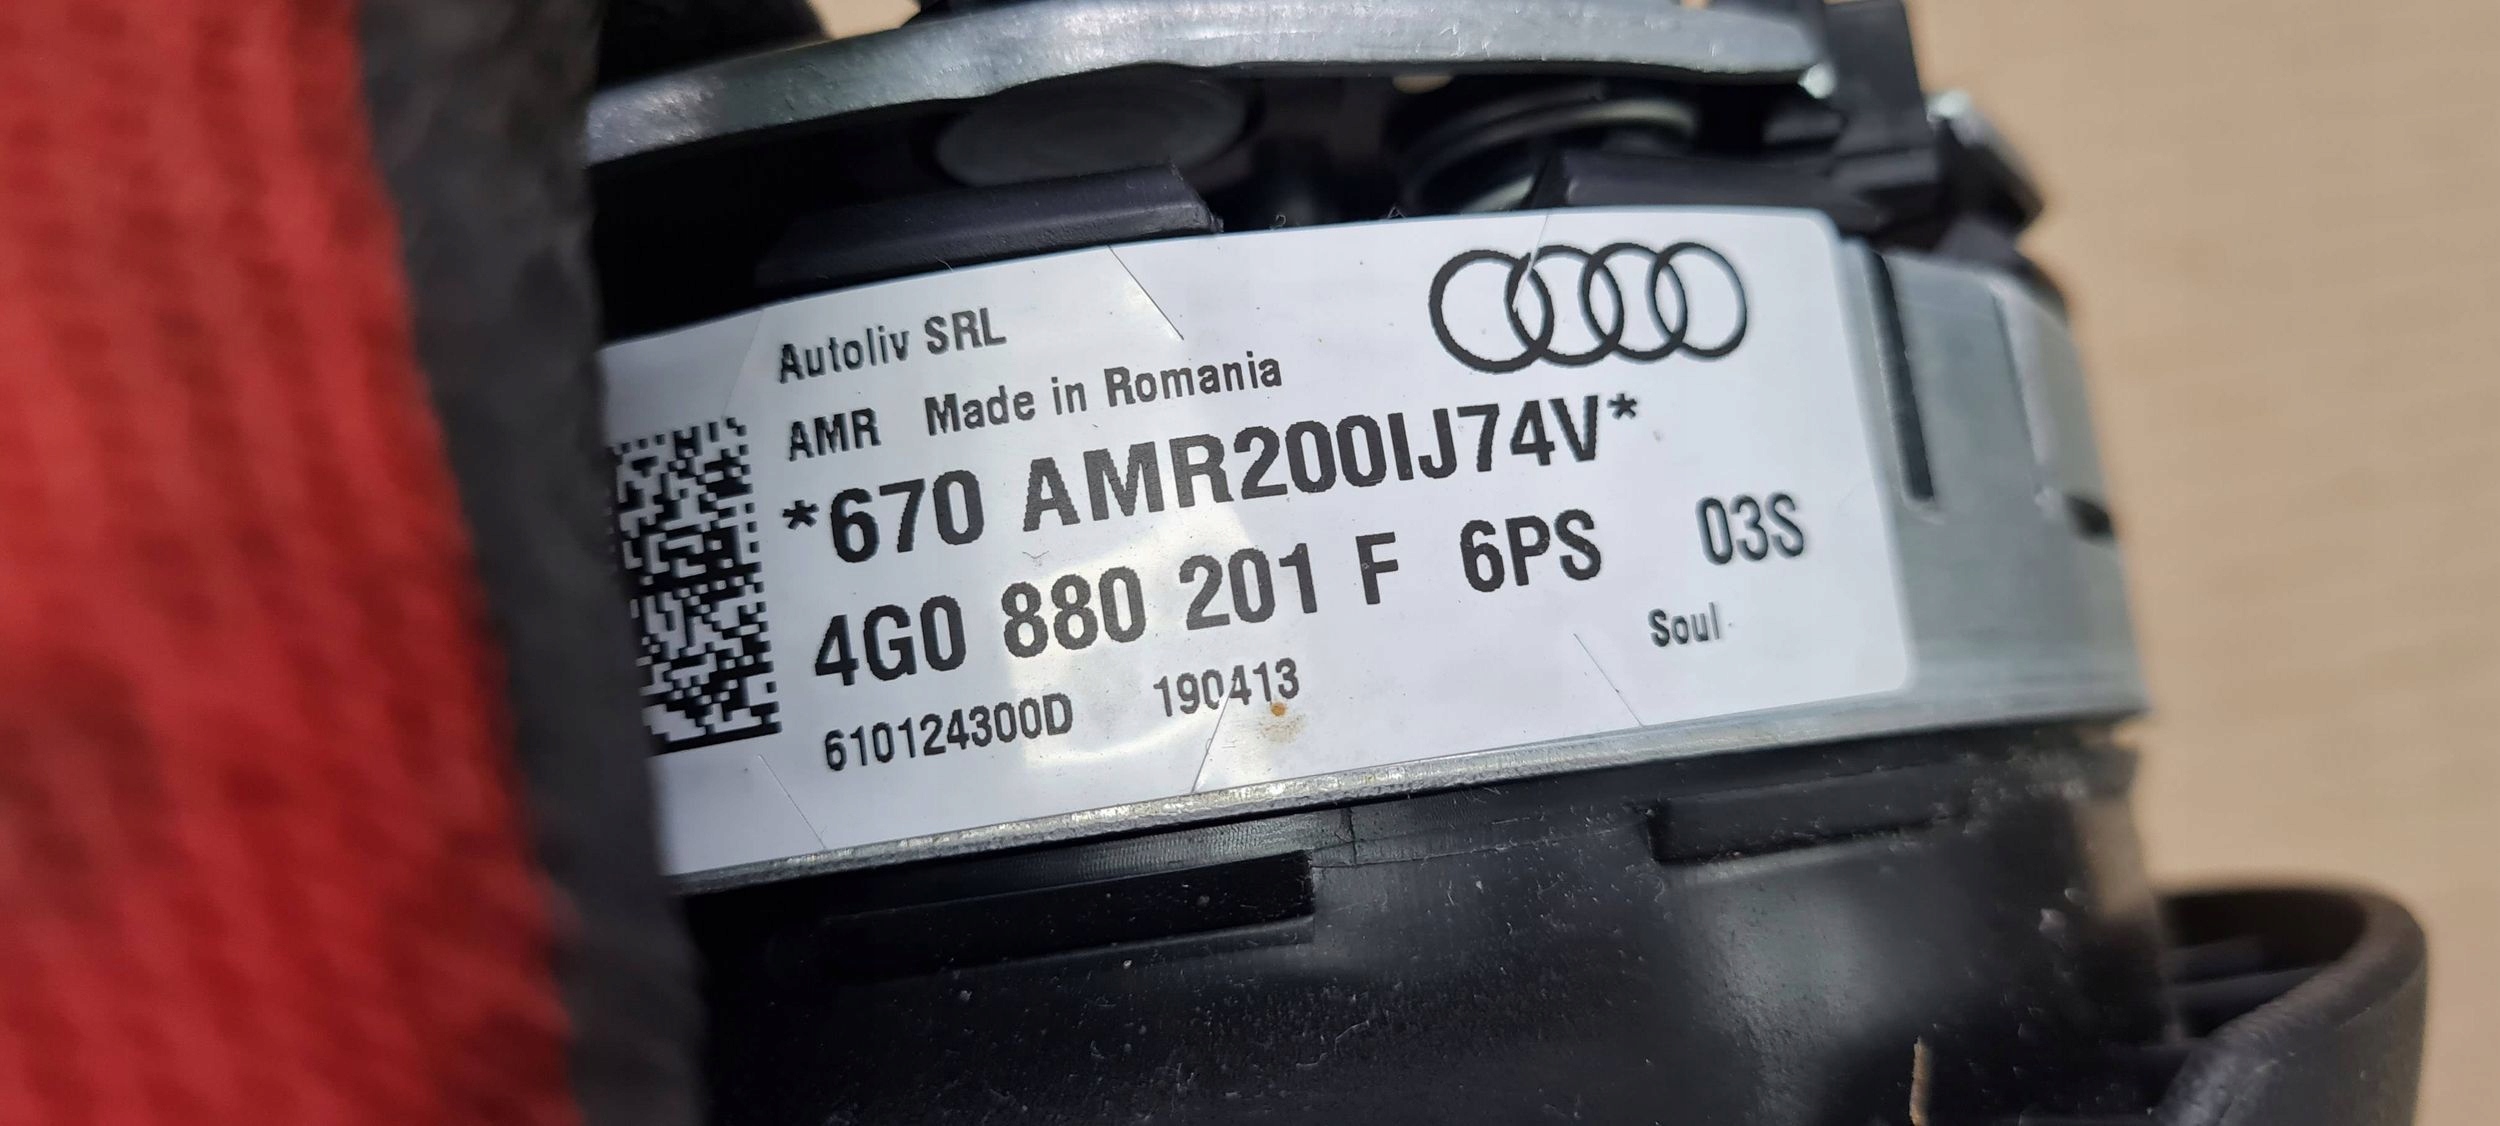 Autoliv SRL
AMR Made in Romania
*670 AMR200IJ74V*
4G0 880 201 F 6PS 03S
Soul
610124300D 190413